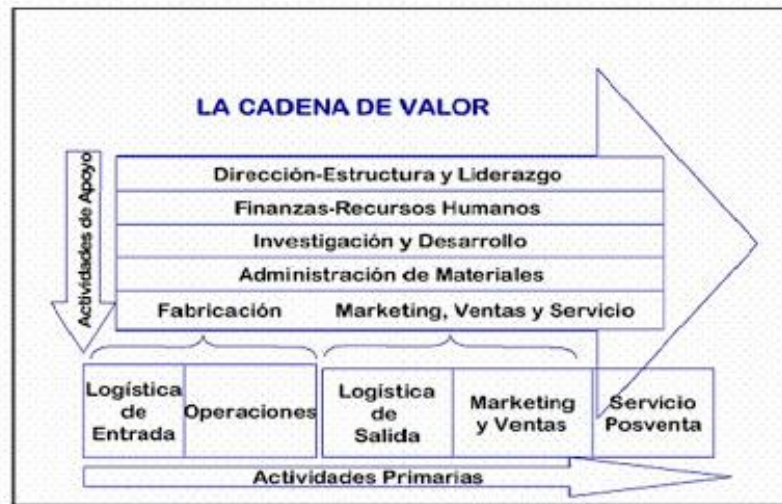 LA CADENA DE VALOR
Actividades de Apoyo
Dirección-Estructura y Liderazgo
Finanzas-Recursos Humanos
Investigación y Desarrollo
Administración de Materiales
Fabricación
Marketing, Ventas y Servicio
Logística
de
Entrada
Operaciones
Logística
de
Salida
Marketing
y Ventas
Servicio
Posventa
Actividades Primarias